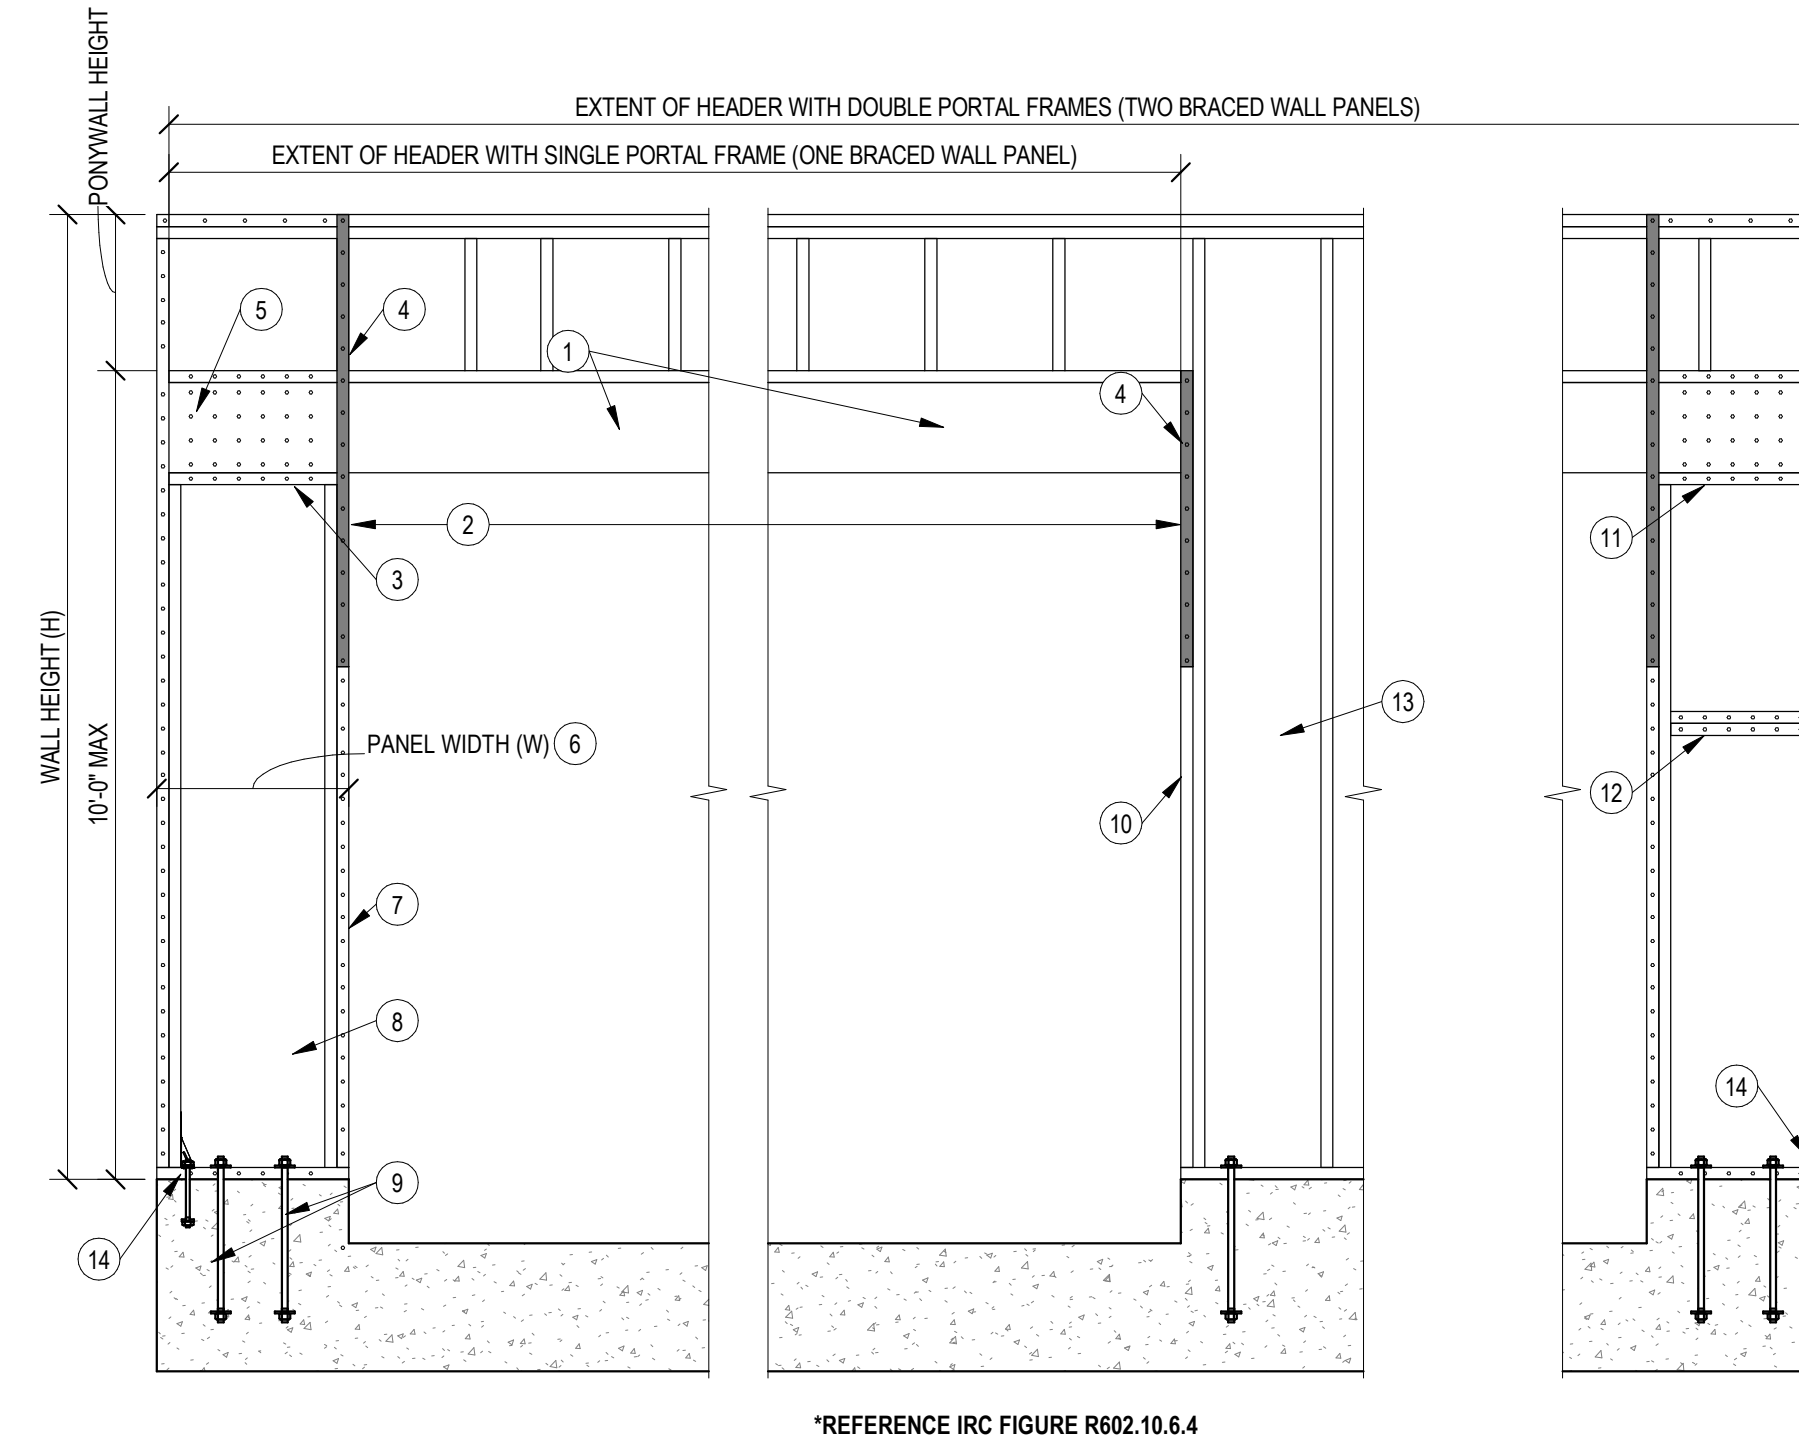 PONYWALL HEIGHT
EXTENT OF HEADER WITH DOUBLE PORTAL FRAMES (TWO BRACED WALL PANELS)
EXTENT OF HEADER WITH SINGLE PORTAL FRAME (ONE BRACED WALL PANEL)
5
4
1
4
2
11
3
WALL HEIGHT (H)
10'-0" MAX
13
PANEL WIDTH (W) 6
12
10
7
8
14
9
14
*REFERENCE IRC FIGURE R602.10.6.4